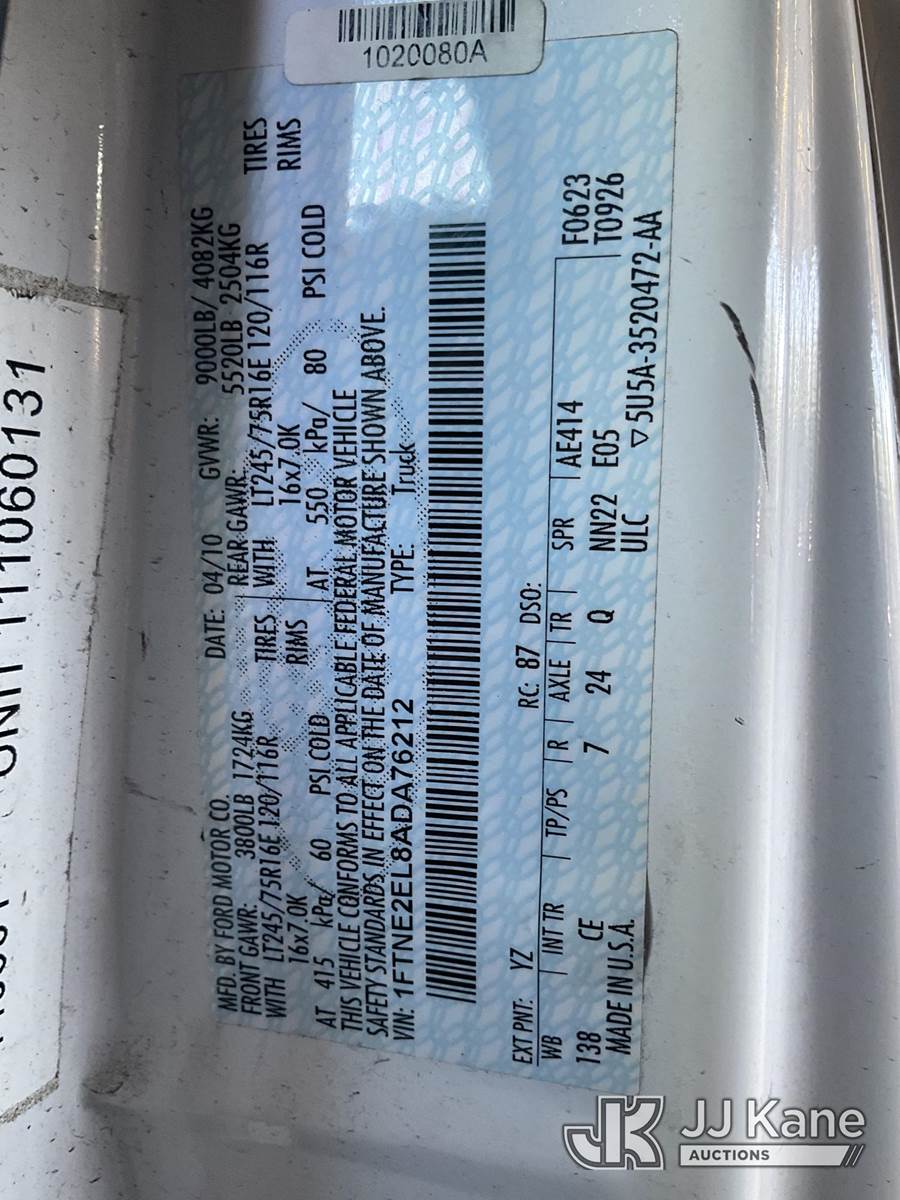 1020080A
MFD. BY FORD MOTOR CO. DATE: 04/10 GVWR: 9000LB/ 4082KG
FRONT GAWR: 3800LB 1724KG REAR GAWR: 5520LB 2504KG
WITH LT245/75R16E 120/116R TIRES WITH LT245/75R16E 120/116R TIRES
16x7.0K RIMS 16x7.0K RIMS
AT 415 kPa/ 60 PSI COLD AT 550 kPa/ 80 PSI COLD
THIS VEHICLE CONFORMS TO ALL APPLICABLE FEDERAL MOTOR VEHICLE
SAFETY STANDARDS IN EFFECT ON THE DATE OF MANUFACTURE SHOWN ABOVE.
VIN: 1FTNE2EL8ADA76212 TYPE: Truck
EXT PNT: YZ RC: 87 DSO: F0623
WB INT TR TP/PS R AXLE TR SPR AE414 T0926
138 CE 7 24 Q NN22 E05
MADE IN U.S.A. ULC ▽5U5A-3520472-AA
11060131
JJ Kane
AUCTIONS